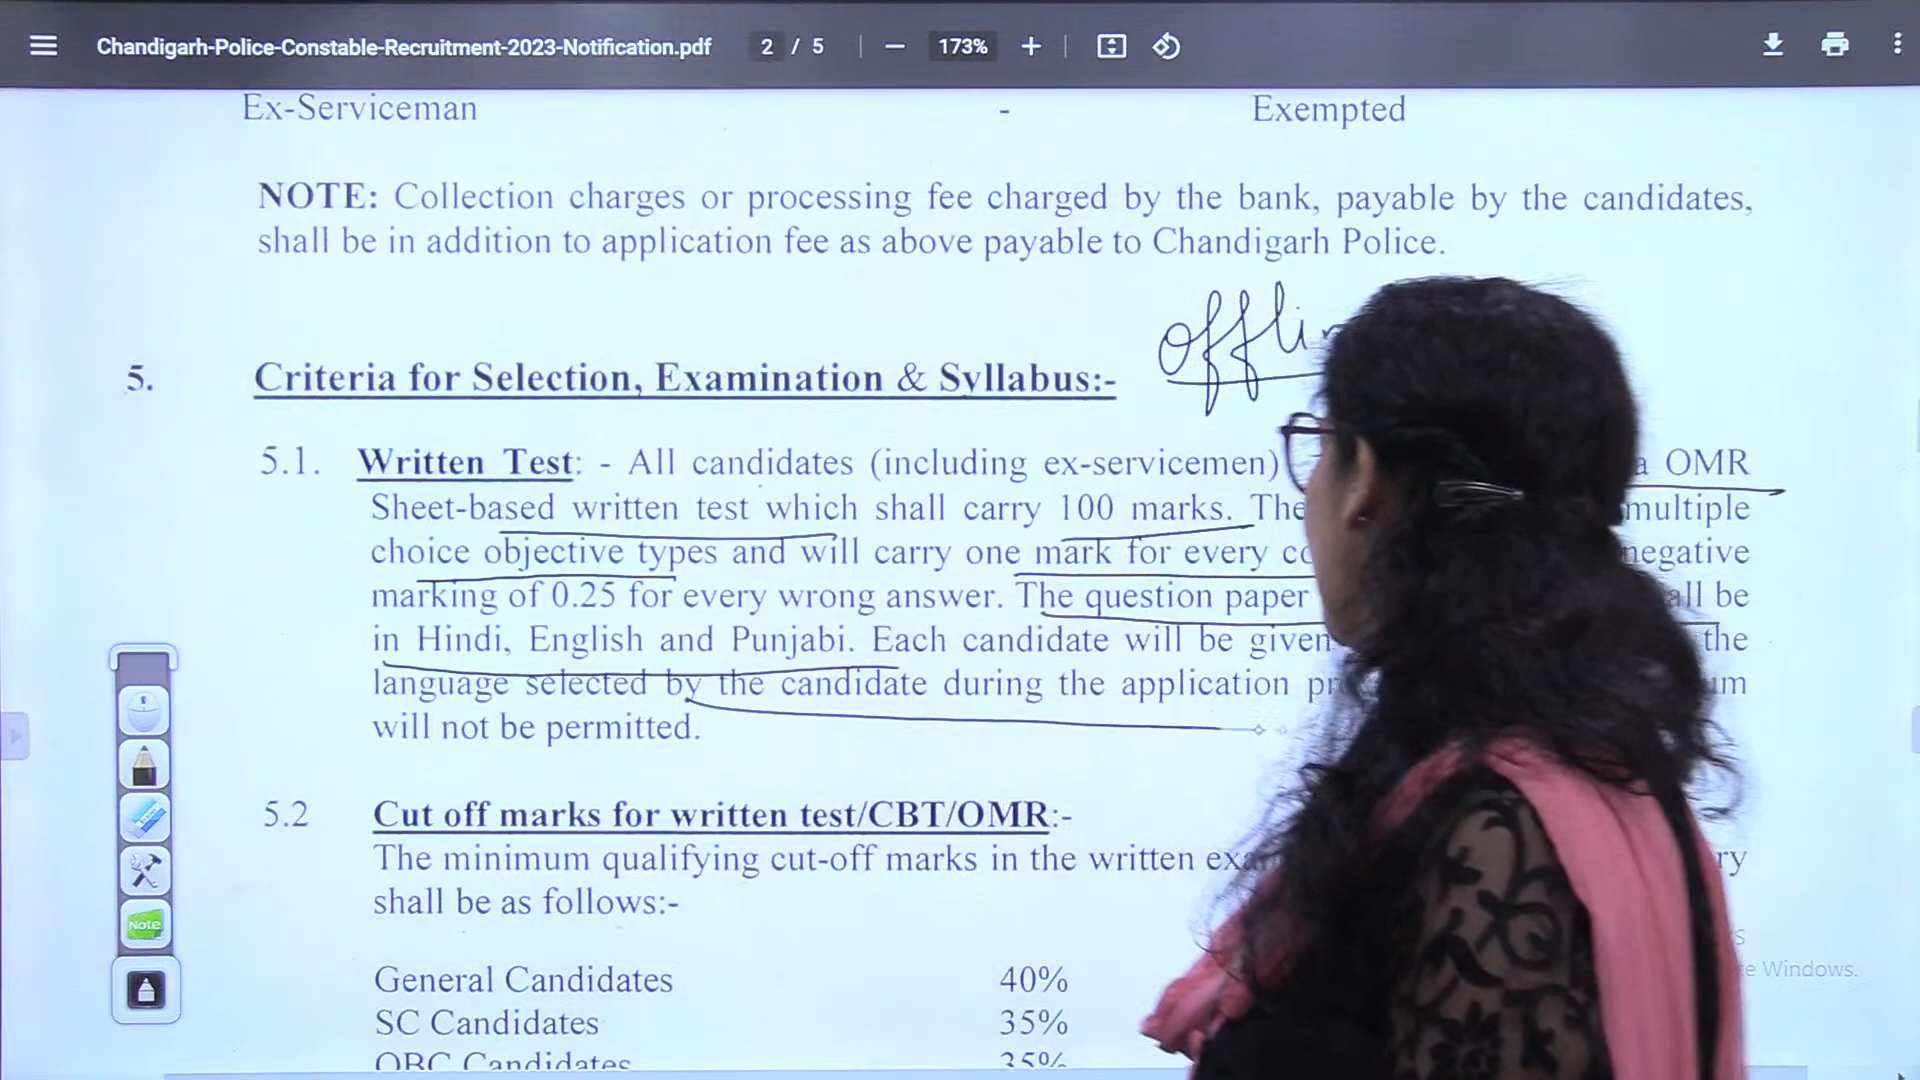 Chandigarh-Police-Constable-Recruitment-2023-Notification.pdf 2 / 5 173%
Ex-Serviceman - Exempted
NOTE: Collection charges or processing fee charged by the bank, payable by the candidates,
shall be in addition to application fee as above payable to Chandigarh Police.
5. Criteria for Selection, Examination & Syllabus:-
5.1. Written Test: - All candidates (including ex-servicemen) a OMR
Sheet-based written test which shall carry 100 marks. The multiple
choice objective types and will carry one mark for every negative
marking of 0.25 for every wrong answer. The question paper be
in Hindi, English and Punjabi. Each candidate will be given the
language selected by the candidate during the application
will not be permitted.
5.2 Cut off marks for written test/CBT/OMR:-
The minimum qualifying cut-off marks in the written
shall be as follows:-
Note
General Candidates 40%
Windows.
SC Candidates 35%
OBC Candidates 35%